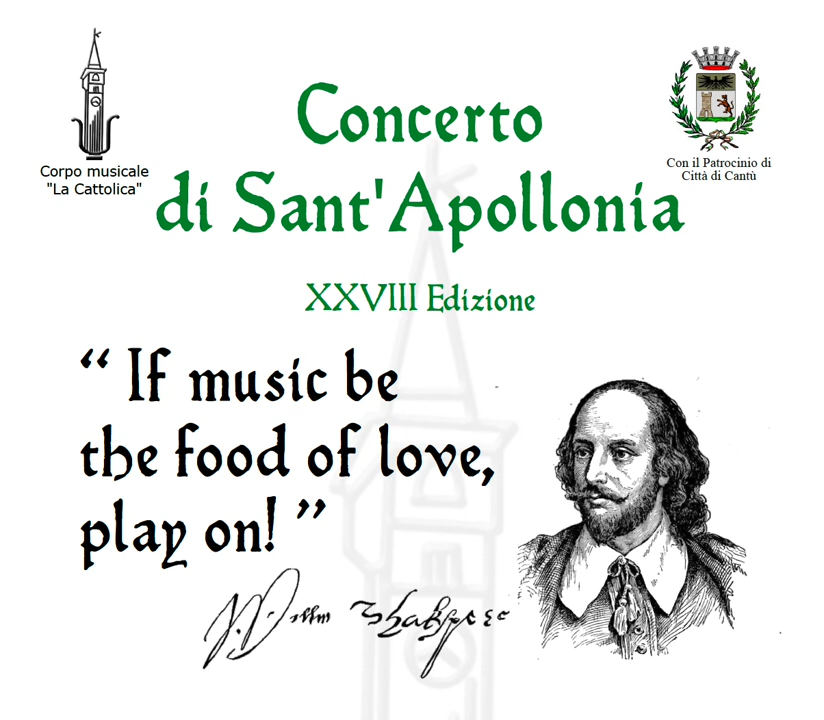 Corpo musicale
"La Cattolica"
Con il Patrocinio di
Città di Cantù
Concerto
di Sant'Apollonia
XXVIII Edizione
“ If music be
the food of love,
play on! ”